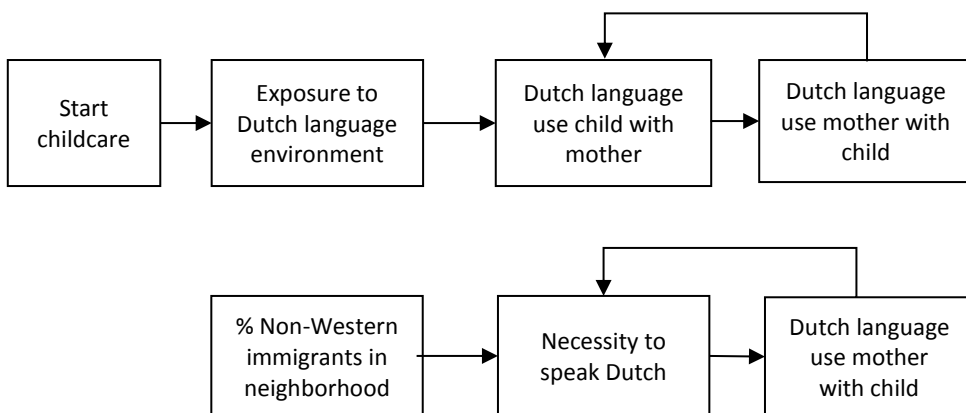 Start
childcare
Exposure to
Dutch language
environment
Dutch language
use child with
mother
Dutch language
use mother with
child
% Non-Western
immigrants in
neighborhood
Necessity to
speak Dutch
Dutch language
use mother
with child